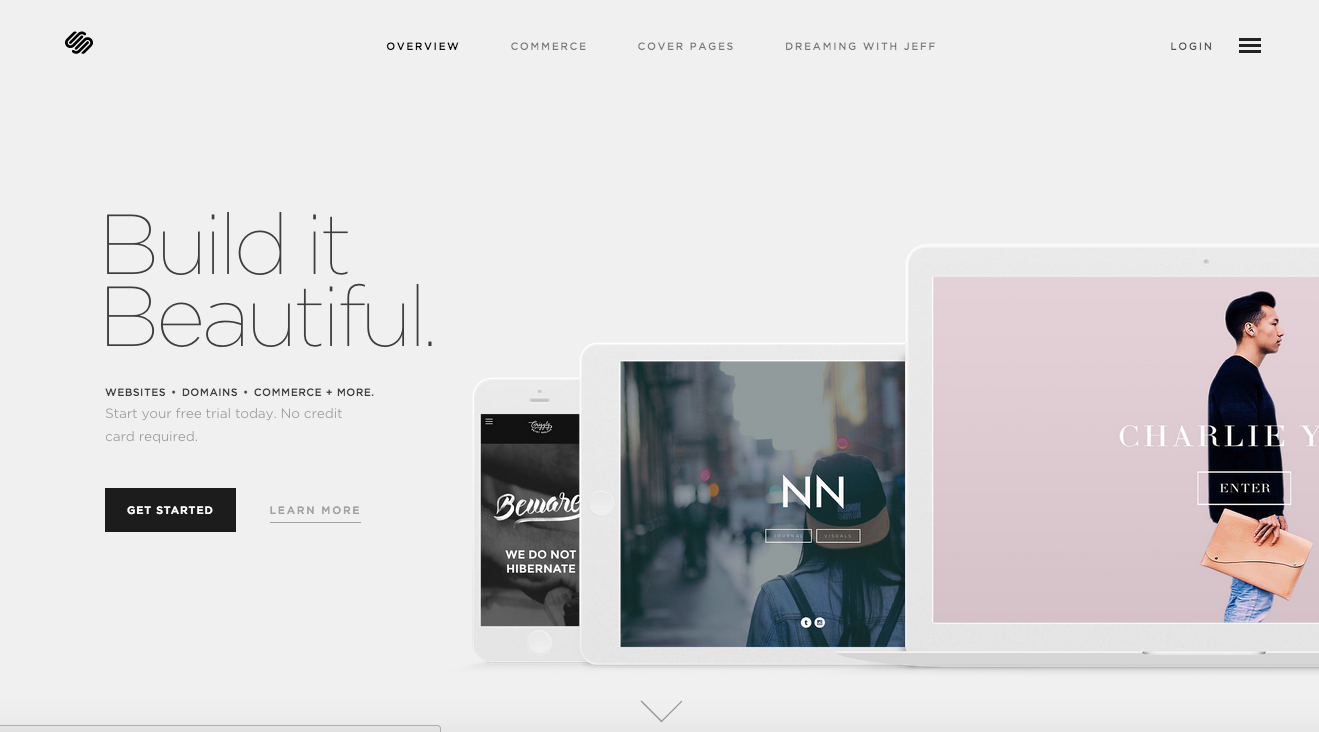 OVERVIEW
COMMERCE
COVER PAGES
DREAMING WITH JEFF
LOGIN
Build it
Beautiful.
WEBSITES • DOMAINS • COMMERCE + MORE.
Start your free trial today. No credit
card required.
GET STARTED
LEARN MORE
Grizzly
Beware
WE DO NOT
HIBERNATE
NN
JOURNAL
VISUALS
CHARLIE Y
ENTER